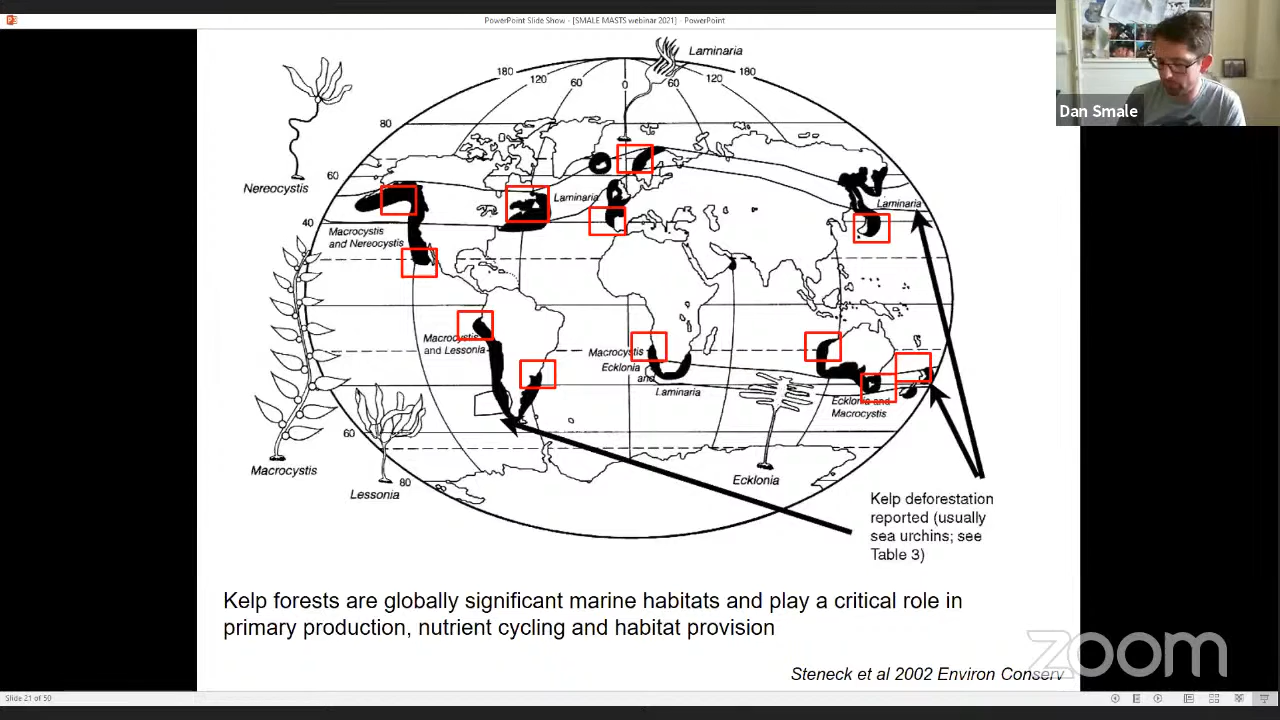 PowerPoint Slide Show - [SMALE MASTS webinar 2021] - PowerPoint
Dan Smale
Laminaria
180
120
60
0
60
120
180
80
Nereocystis
60
Laminaria
Laminaria
40
Macrocystis
and Nereocystis
Macrocystis
and Lessonia
Macrocystis
Ecklonia
and
Laminaria
Ecklonia and
Macrocystis
60
Macrocystis
Lessonia
80
Ecklonia
Kelp deforestation
reported (usually
sea urchins; see
Table 3)
Kelp forests are globally significant marine habitats and play a critical role in
primary production, nutrient cycling and habitat provision
Steneck et al 2002 Environ Conserv
zoom
Slide 21 of 50